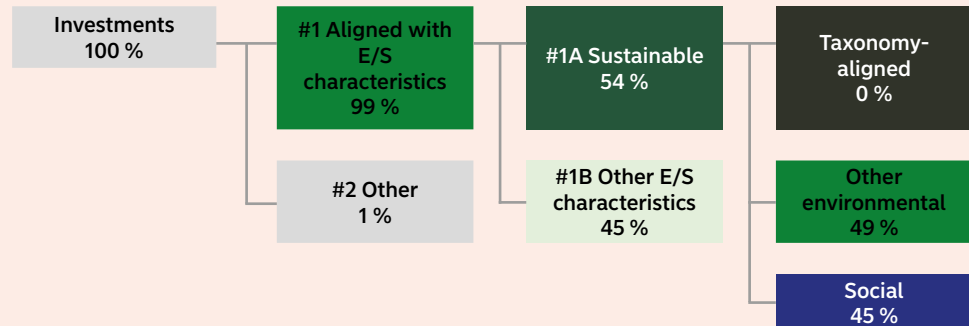 Investments
100 %
#1 Aligned with
E/S
characteristics
99 %
#2 Other
1 %
#1A Sustainable
54 %
#1B Other E/S
characteristics
45 %
Taxonomy-
aligned
0 %
Other
environmental
49 %
Social
45 %